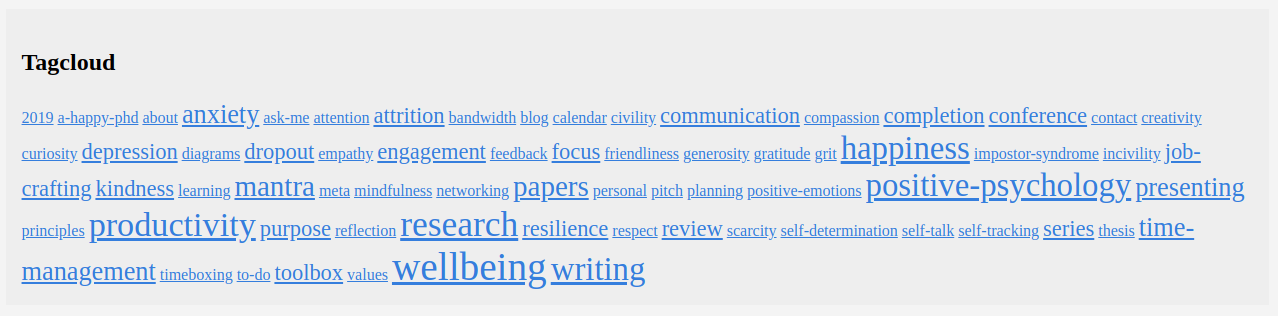 Tagcloud
2019 a-happy-phd about anxiety ask-me attention attrition bandwidth blog calendar civility communication compassion completion conference contact creativity
curiosity depression diagrams dropout empathy engagement feedback focus friendliness generosity gratitude grit happiness impostor-syndrome incivility job-
crafting kindness learning mantra meta mindfulness networking papers personal pitch planning positive-emotions positive-psychology presenting
principles productivity purpose reflection research resilience respect review scarcity self-determination self-talk self-tracking series thesis time-
management timeboxing to-do toolbox values wellbeing writing